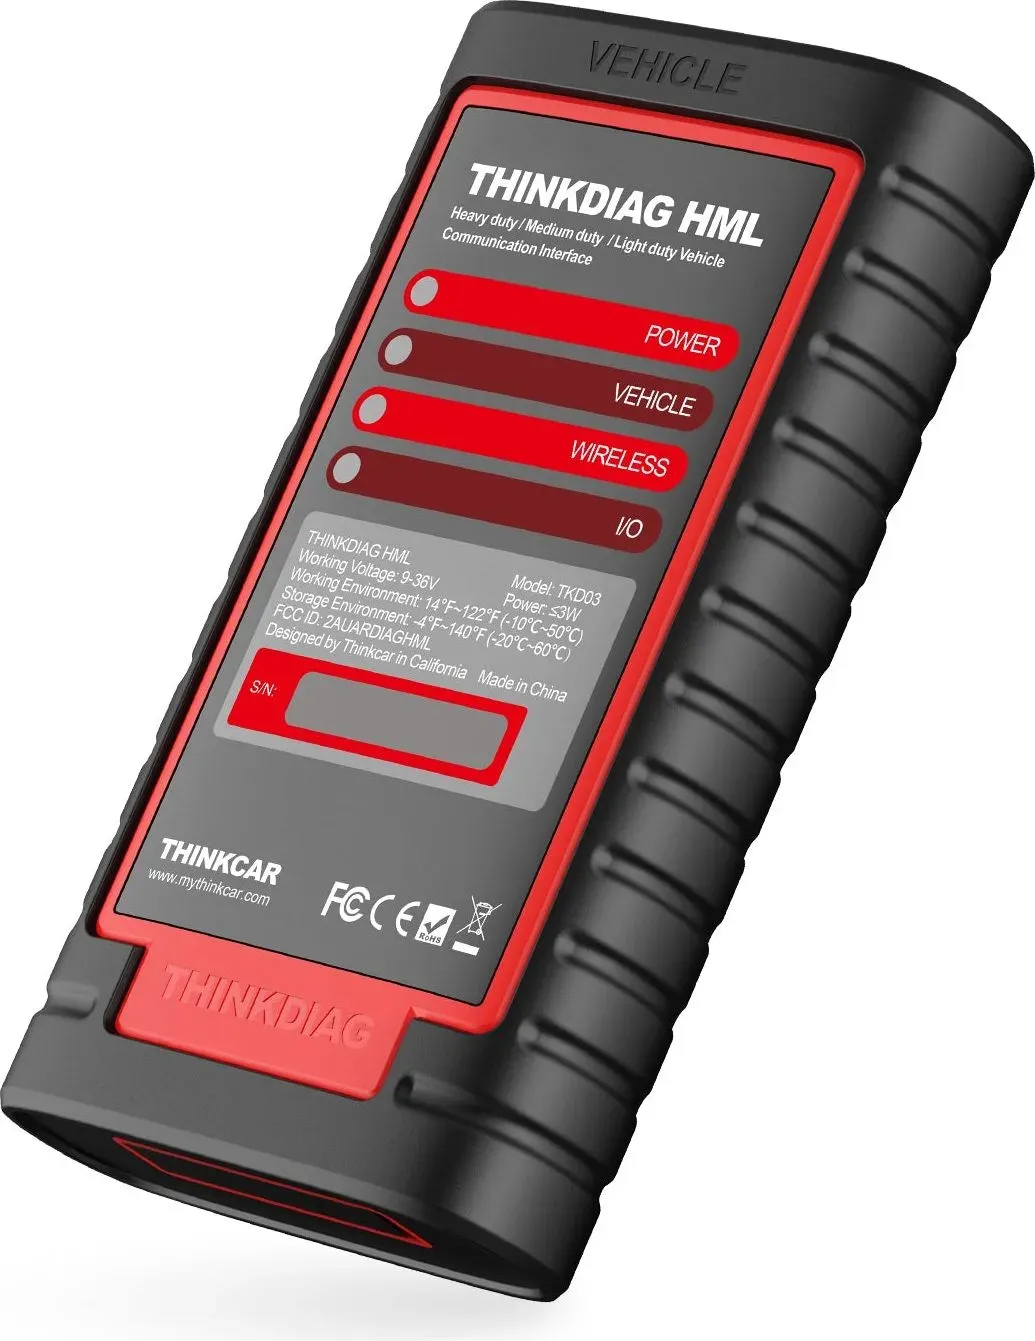 VEHICLE
THINKDIAG HML
Heavy duty / Medium duty / Light duty Vehicle
Communication Interface
POWER
VEHICLE
WIRELESS
I/O
THINKDIAG HML
Working Voltage: 9-36V Model: TKD03
Power: ≤3W
Working Environment: 14°F~122°F (-10°C~50°C)
Storage Environment: -4°F~140°F (-20°C~60°C)
FCC ID: 2AUARDIAGHML
Designed by Thinkcar in California Made in China
S/N:
THINKCAR
www.mythinkcar.com
FC CE RoHS
THINKDIAG